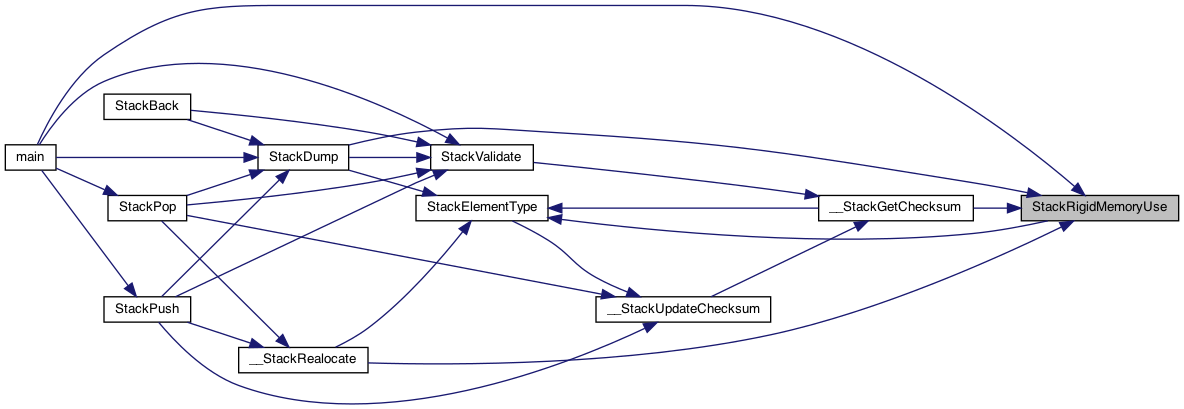 StackBack
main
StackDump
StackValidate
StackPop
StackElementType
__StackGetChecksum
StackRigidMemoryUse
StackPush
__StackUpdateChecksum
__StackRealocate